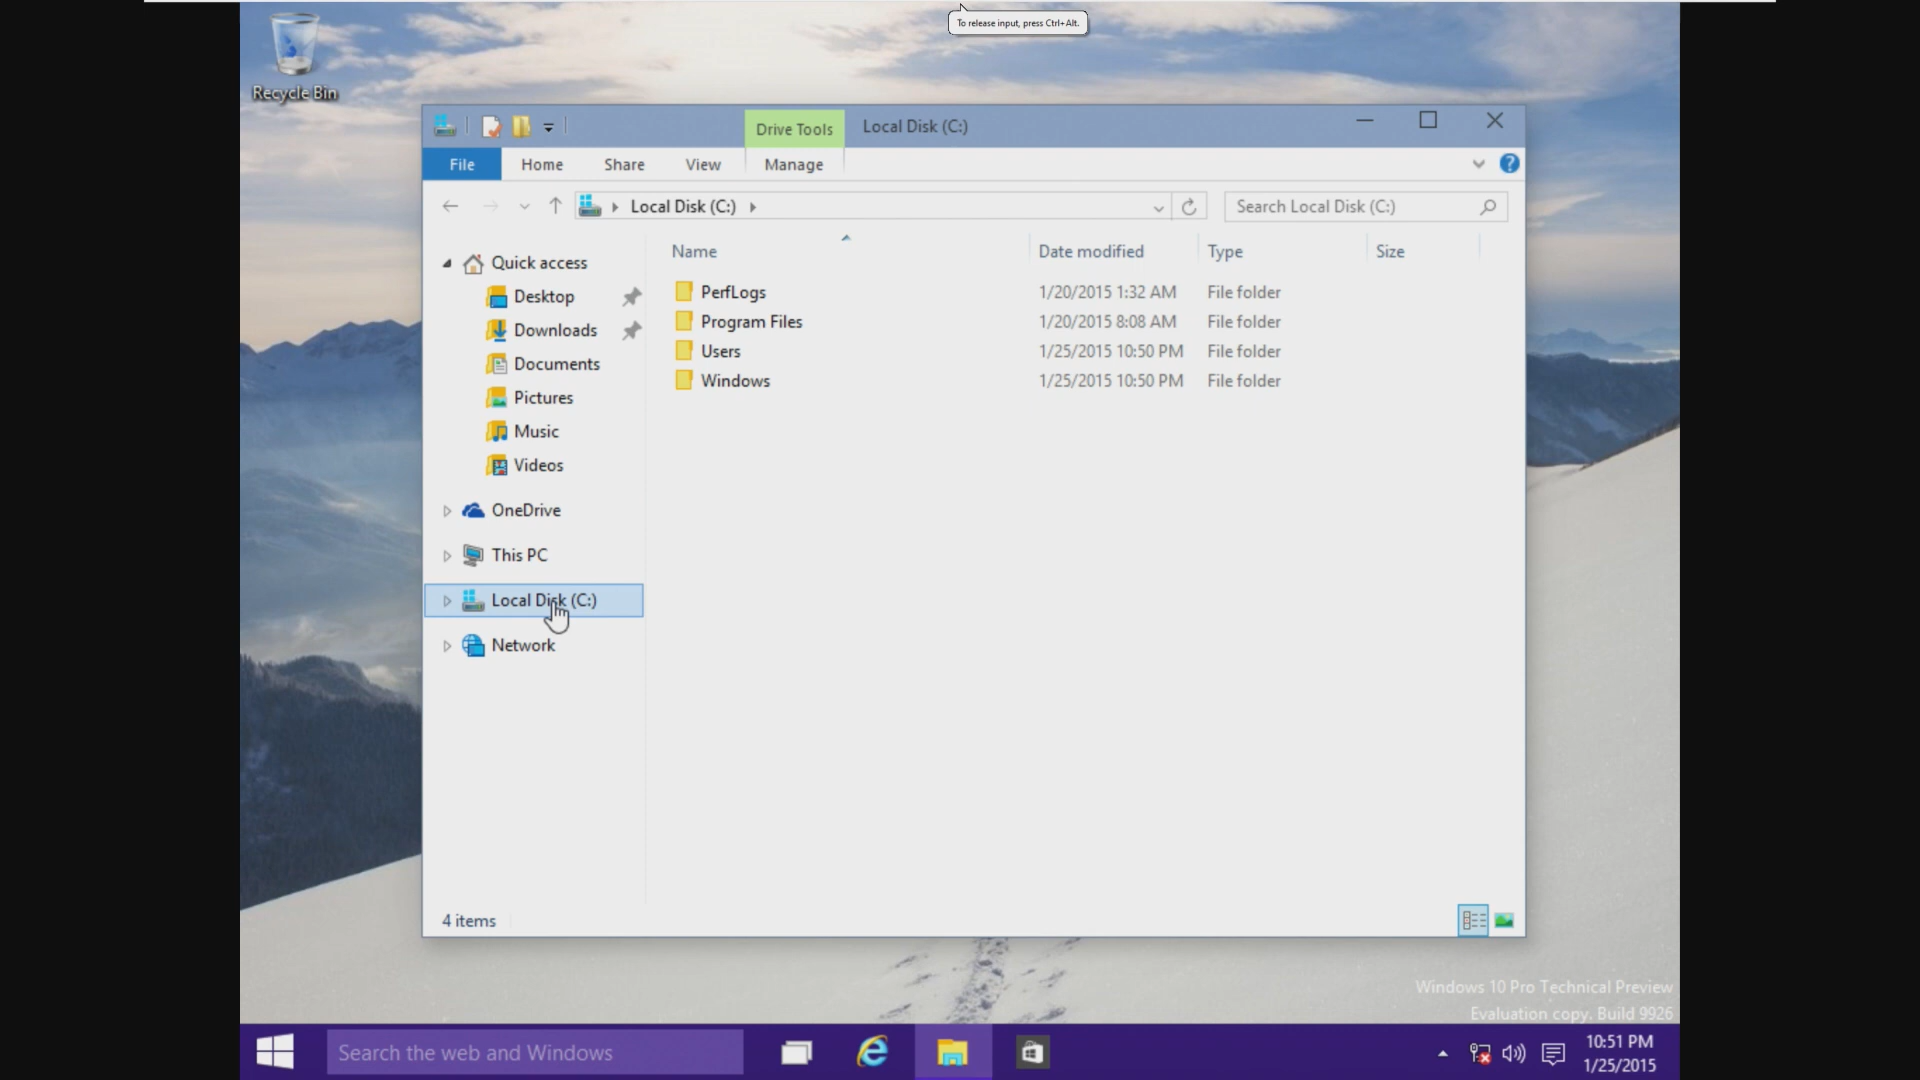 To release input, press Ctrl+Alt.
Recycle Bin
Drive Tools
Local Disk (C:)
File
Home
Share
View
Manage
Local Disk (C:)
Search Local Disk (C:)
Name
Date modified
Type
Size
Quick access
Desktop
Downloads
Documents
Pictures
Music
Videos
OneDrive
This PC
Local Disk (C:)
Network
PerfLogs 1/20/2015 1:32 AM File folder
Program Files 1/20/2015 8:08 AM File folder
Users 1/25/2015 10:50 PM File folder
Windows 1/25/2015 10:50 PM File folder
4 items
Windows 10 Pro Technical Preview
Evaluation copy. Build 9926
Search the web and Windows
10:51 PM
1/25/2015